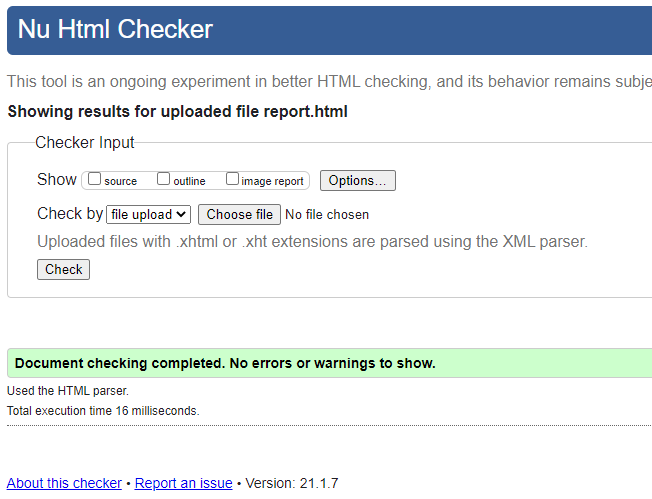 Nu Html Checker
This tool is an ongoing experiment in better HTML checking, and its behavior remains subje
Showing results for uploaded file report.html
Checker Input
Show source outline image report Options...
Check by file upload Choose file No file chosen
Uploaded files with .xhtml or .xht extensions are parsed using the XML parser.
Check
Document checking completed. No errors or warnings to show.
Used the HTML parser.
Total execution time 16 milliseconds.
About this checker • Report an issue • Version: 21.1.7